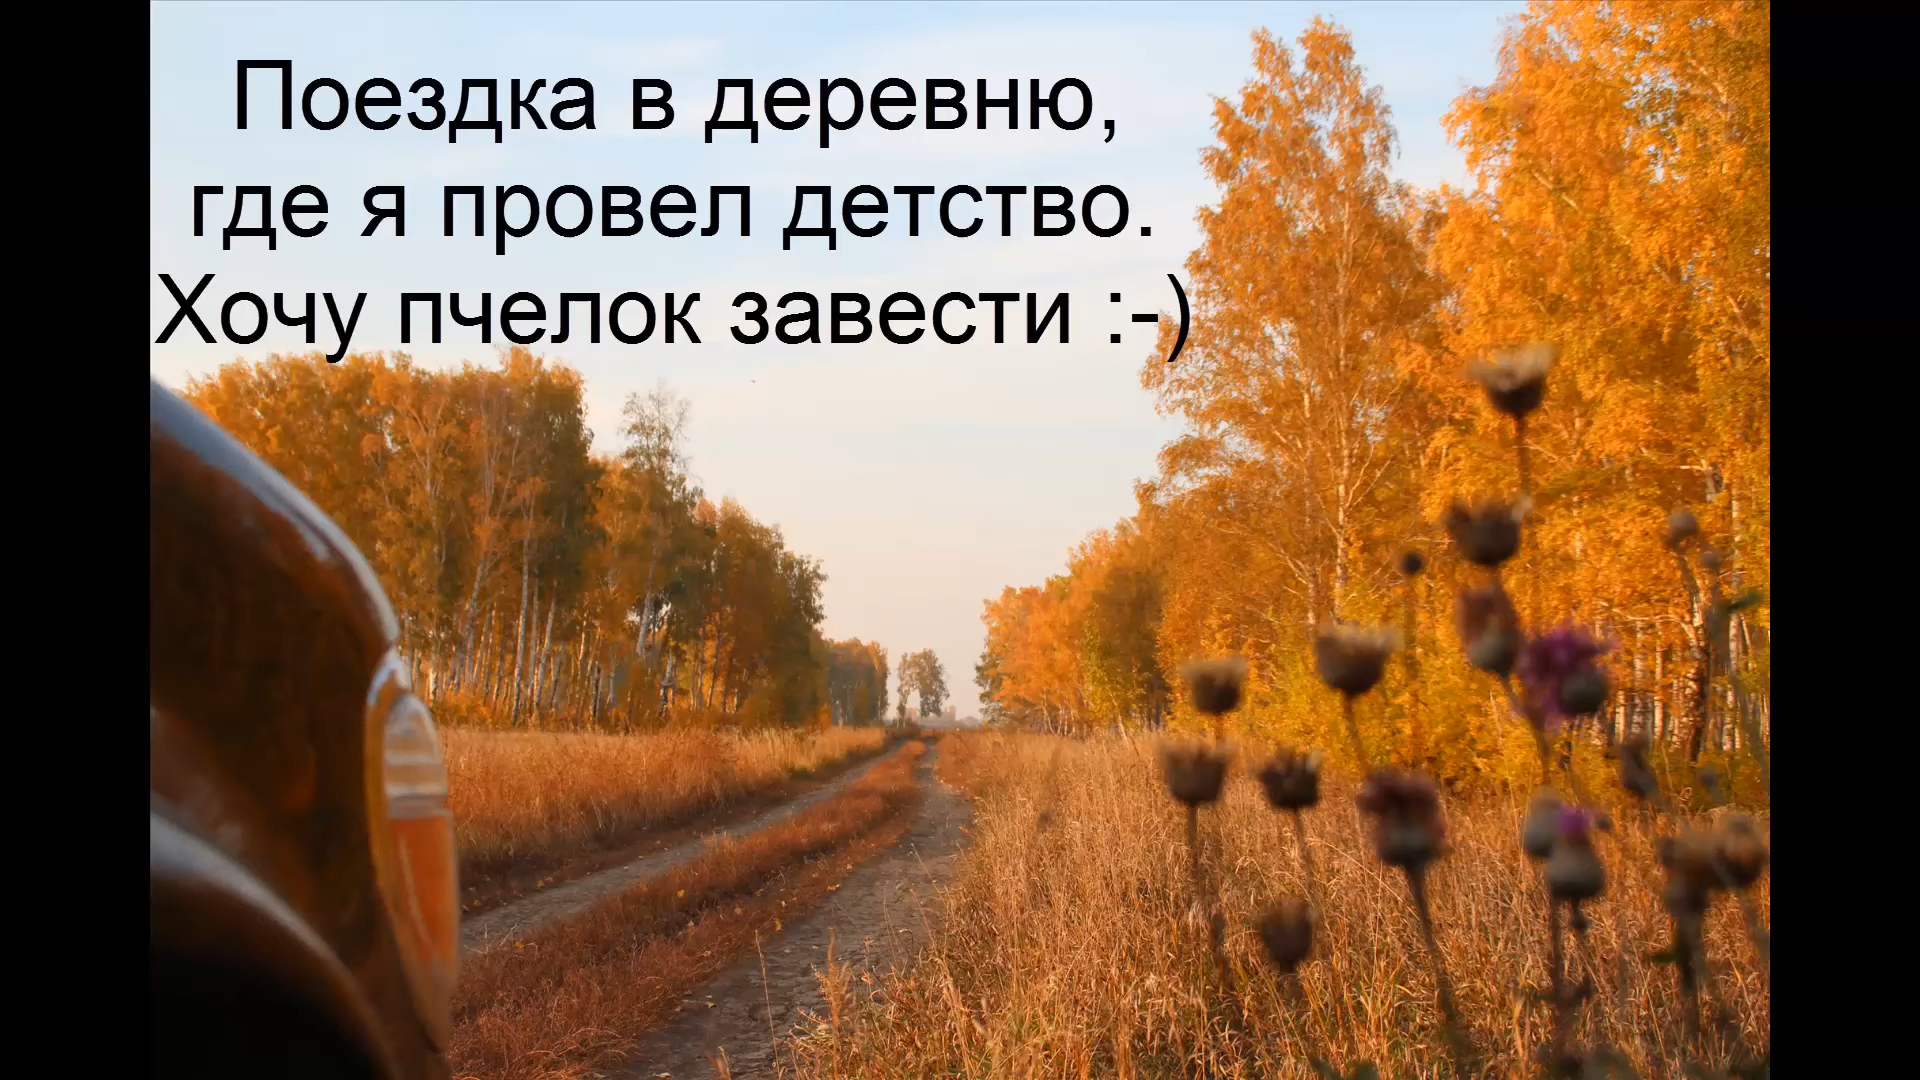 Поездка в деревню,
где я провел детство.
Хочу пчелок завести :-)